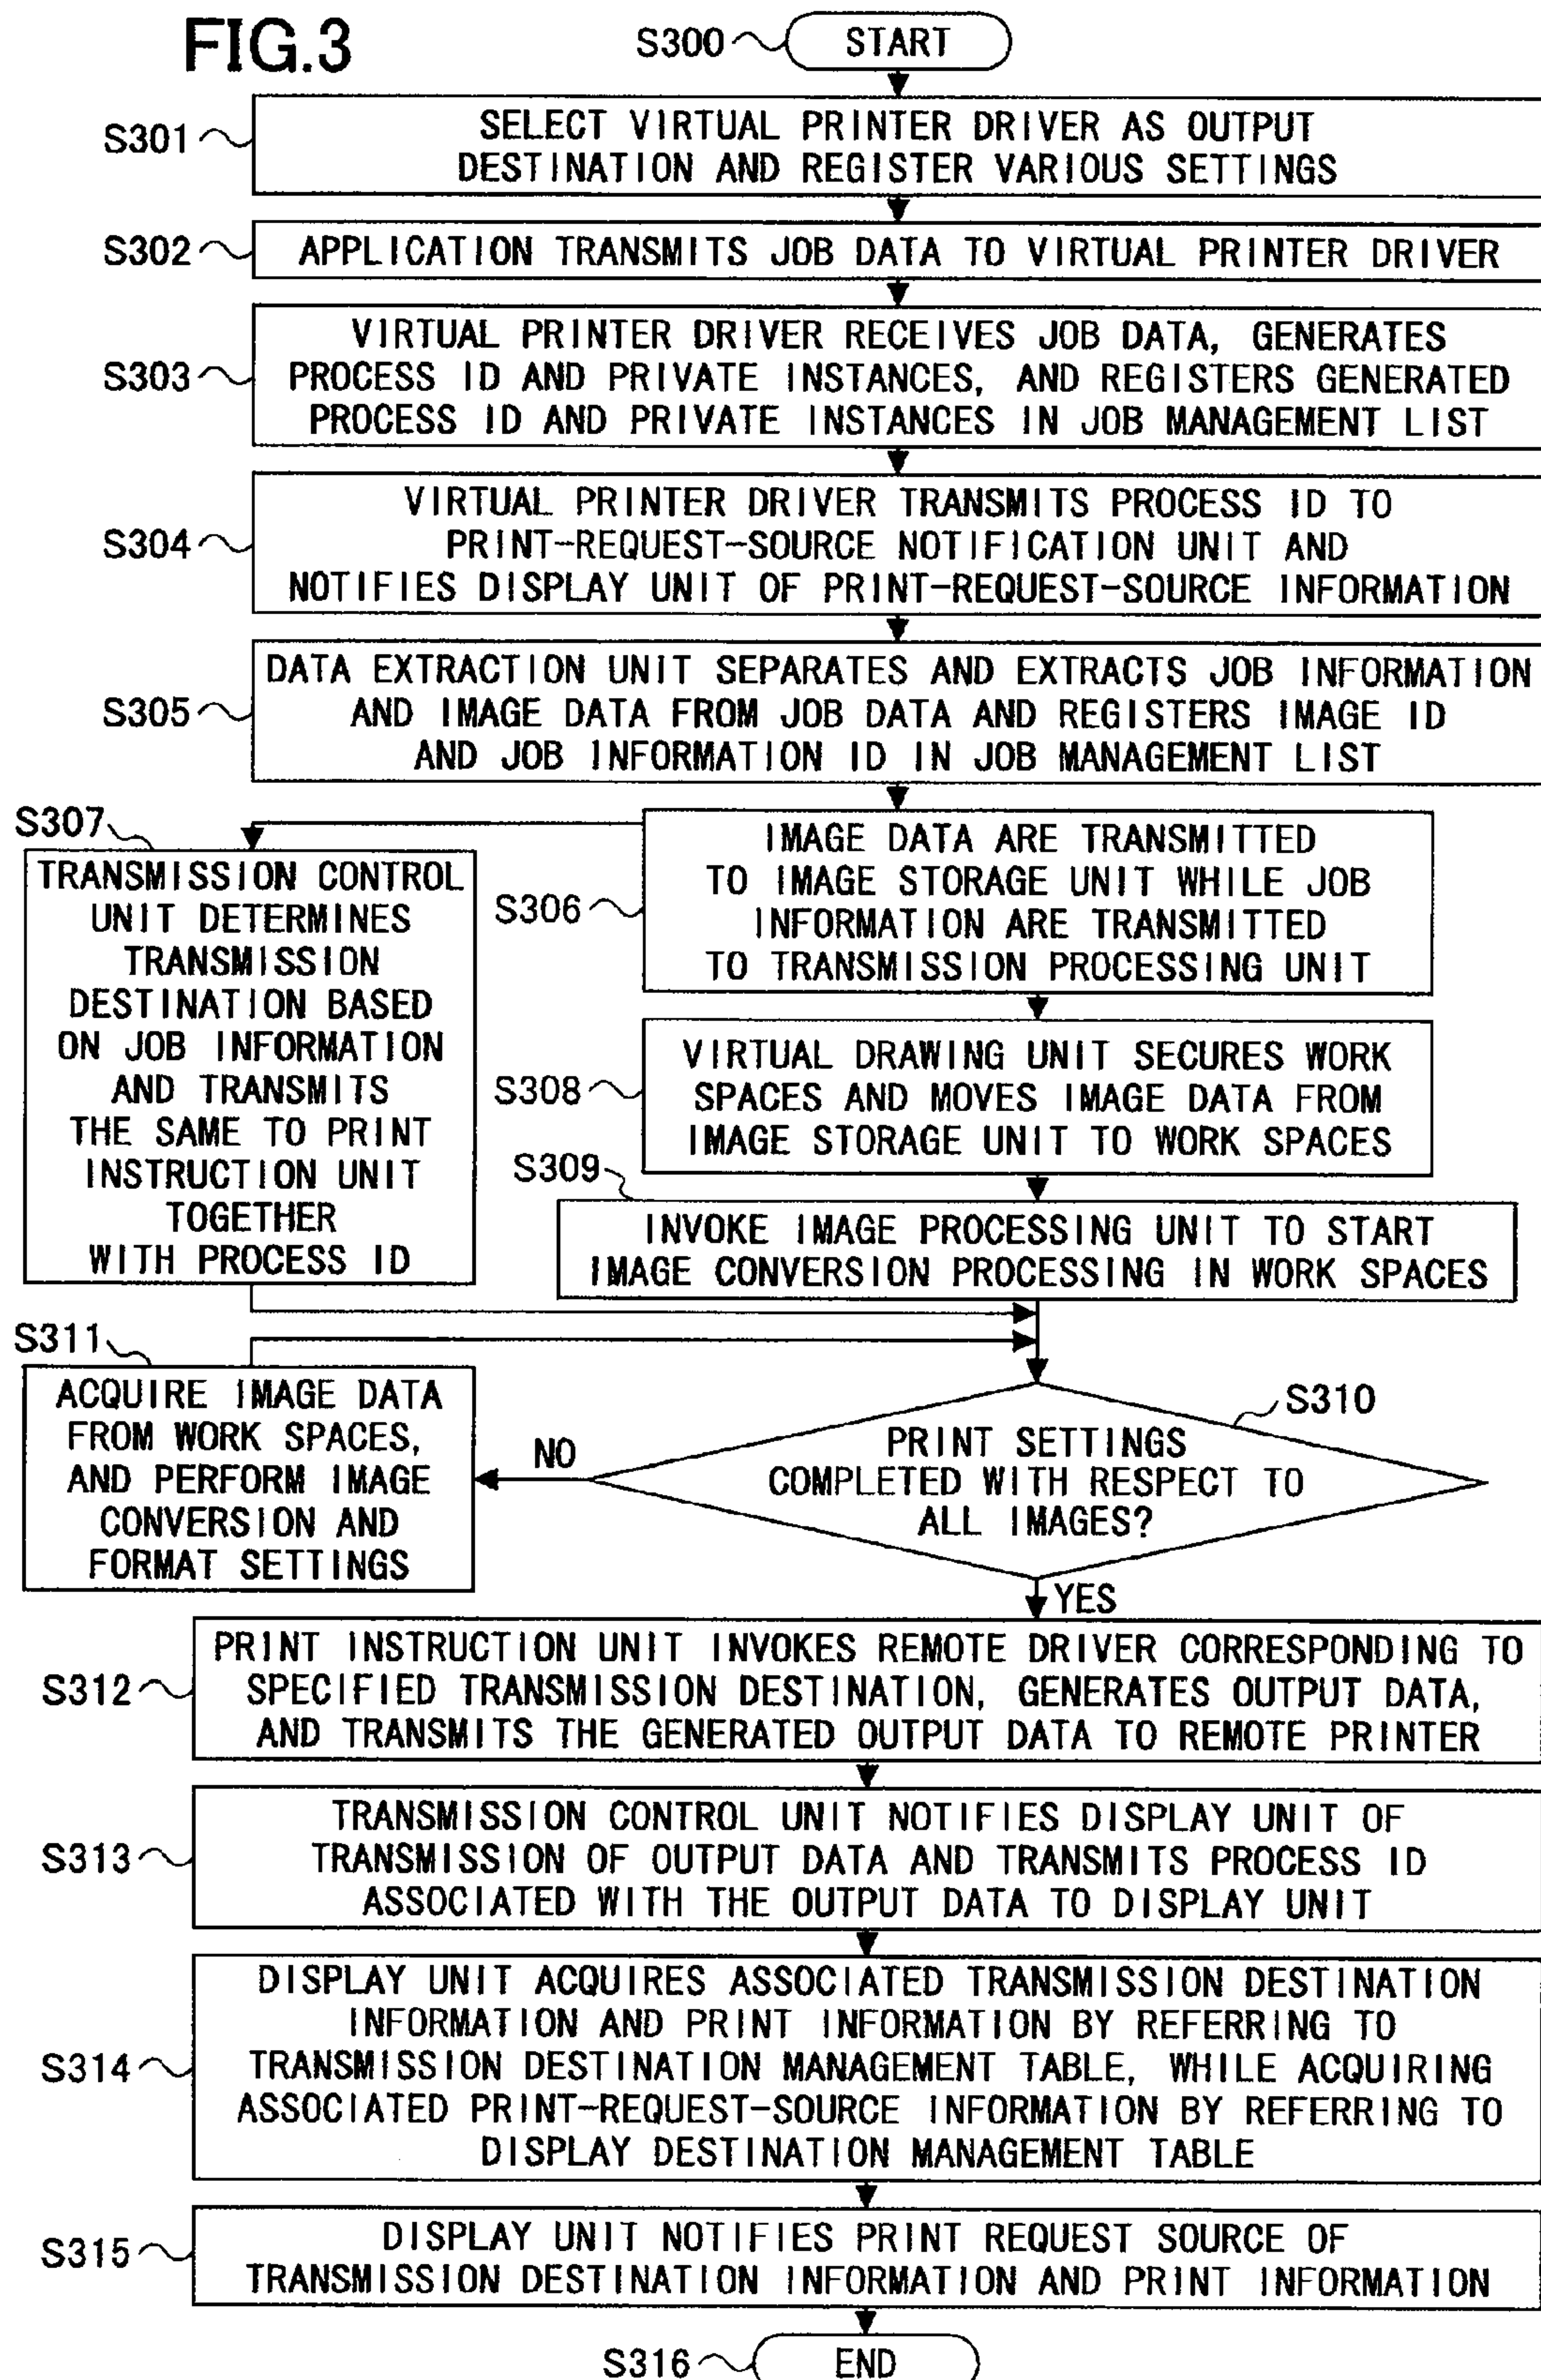 FIG.3
S300
START
S301
SELECT VIRTUAL PRINTER DRIVER AS OUTPUT
DESTINATION AND REGISTER VARIOUS SETTINGS
S302
APPLICATION TRANSMITS JOB DATA TO VIRTUAL PRINTER DRIVER
S303
VIRTUAL PRINTER DRIVER RECEIVES JOB DATA, GENERATES
PROCESS ID AND PRIVATE INSTANCES, AND REGISTERS GENERATED
PROCESS ID AND PRIVATE INSTANCES IN JOB MANAGEMENT LIST
S304
VIRTUAL PRINTER DRIVER TRANSMITS PROCESS ID TO
PRINT-REQUEST-SOURCE NOTIFICATION UNIT AND
NOTIFIES DISPLAY UNIT OF PRINT-REQUEST-SOURCE INFORMATION
S305
DATA EXTRACTION UNIT SEPARATES AND EXTRACTS JOB INFORMATION
AND IMAGE DATA FROM JOB DATA AND REGISTERS IMAGE ID
AND JOB INFORMATION ID IN JOB MANAGEMENT LIST
S307
TRANSMISSION CONTROL
UNIT DETERMINES
TRANSMISSION
DESTINATION BASED
ON JOB INFORMATION
AND TRANSMITS
THE SAME TO PRINT
INSTRUCTION UNIT
TOGETHER
WITH PROCESS ID
S306
IMAGE DATA ARE TRANSMITTED
TO IMAGE STORAGE UNIT WHILE JOB
INFORMATION ARE TRANSMITTED
TO TRANSMISSION PROCESSING UNIT
S308
VIRTUAL DRAWING UNIT SECURES WORK
SPACES AND MOVES IMAGE DATA FROM
IMAGE STORAGE UNIT TO WORK SPACES
S309
INVOKE IMAGE PROCESSING UNIT TO START
IMAGE CONVERSION PROCESSING IN WORK SPACES
S311
ACQUIRE IMAGE DATA
FROM WORK SPACES,
AND PERFORM IMAGE
CONVERSION AND
FORMAT SETTINGS
NO
S310
PRINT SETTINGS
COMPLETED WITH RESPECT TO
ALL IMAGES?
YES
S312
PRINT INSTRUCTION UNIT INVOKES REMOTE DRIVER CORRESPONDING TO
SPECIFIED TRANSMISSION DESTINATION, GENERATES OUTPUT DATA,
AND TRANSMITS THE GENERATED OUTPUT DATA TO REMOTE PRINTER
S313
TRANSMISSION CONTROL UNIT NOTIFIES DISPLAY UNIT OF
TRANSMISSION OF OUTPUT DATA AND TRANSMITS PROCESS ID
ASSOCIATED WITH THE OUTPUT DATA TO DISPLAY UNIT
S314
DISPLAY UNIT ACQUIRES ASSOCIATED TRANSMISSION DESTINATION
INFORMATION AND PRINT INFORMATION BY REFERRING TO
TRANSMISSION DESTINATION MANAGEMENT TABLE, WHILE ACQUIRING
ASSOCIATED PRINT-REQUEST-SOURCE INFORMATION BY REFERRING TO
DISPLAY DESTINATION MANAGEMENT TABLE
S315
DISPLAY UNIT NOTIFIES PRINT REQUEST SOURCE OF
TRANSMISSION DESTINATION INFORMATION AND PRINT INFORMATION
S316
END